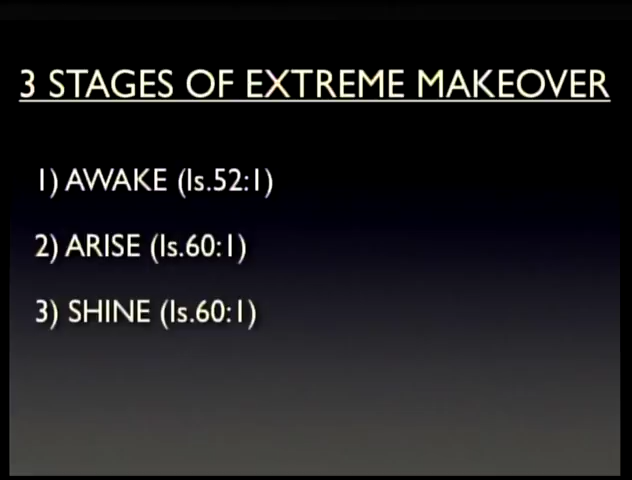 3 STAGES OF EXTREME MAKEOVER
1) AWAKE (Is.52:1)
2) ARISE (Is.60:1)
3) SHINE (Is.60:1)